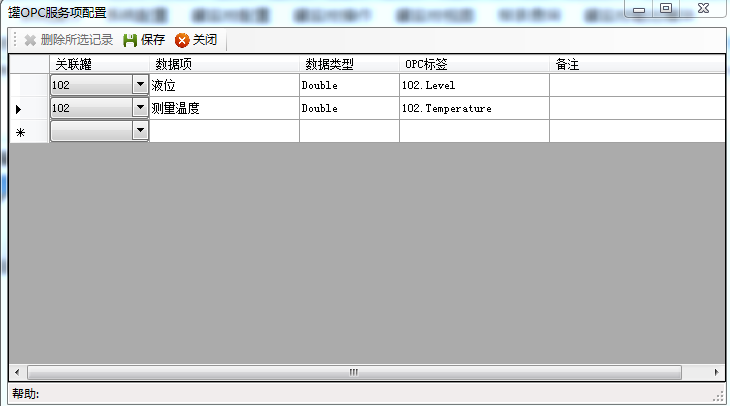 罐OPC服务项配置
删除所选记录 保存 关闭
关联罐 数据项 数据类型 OPC标签 备注
102 液位 Double 102.Level
102 测量温度 Double 102.Temperature
帮助: